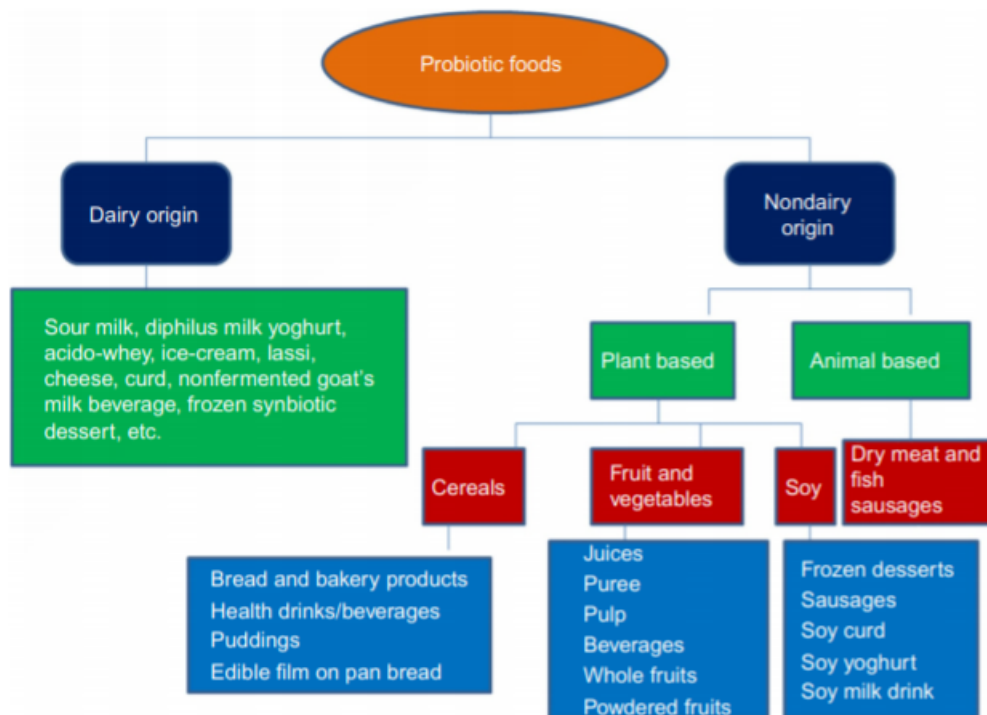 Probiotic foods
Dairy origin
Nondairy
origin
Sour milk, diphilus milk yoghurt,
acido-whey, ice-cream, lassi,
cheese, curd, nonfermented goat's
milk beverage, frozen synbiotic
dessert, etc.
Plant based
Animal based
Cereals
Fruit and
vegetables
Soy
Dry meat and
fish
sausages
Bread and bakery products
Health drinks/beverages
Puddings
Edible film on pan bread
Juices
Puree
Pulp
Beverages
Whole fruits
Powdered fruits
Frozen desserts
Sausages
Soy curd
Soy yoghurt
Soy milk drink